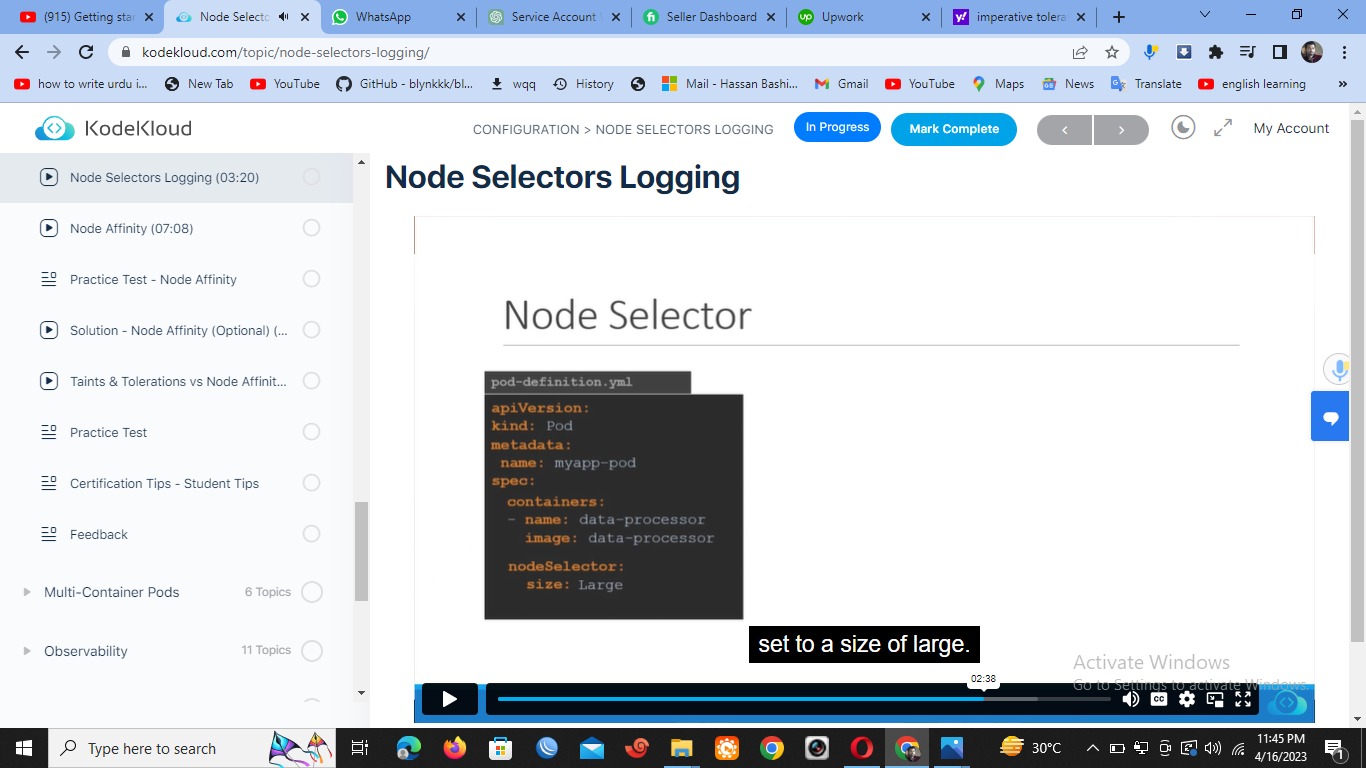 (915) Getting star
Node Selecto
WhatsApp
Service Account
Seller Dashboard
Upwork
imperative tolera
kodekloud.com/topic/node-selectors-logging/
how to write urdu i...
New Tab
YouTube
GitHub - blynkkk/bl...
wqq
History
Mail - Hassan Bashi...
Gmail
YouTube
Maps
News
Translate
english learning
»
KodeKloud
CONFIGURATION > NODE SELECTORS LOGGING
In Progress
Mark Complete
My Account
Node Selectors Logging (03:20)
Node Affinity (07:08)
Practice Test - Node Affinity
Solution - Node Affinity (Optional) (...
Taints & Tolerations vs Node Affinit...
Practice Test
Certification Tips - Student Tips
Feedback
Multi-Container Pods 6 Topics
Observability 11 Topics
Node Selectors Logging
Node Selector
pod-definition.yml
apiVersion:
kind: Pod
metadata:
name: myapp-pod
spec:
containers:
- name: data-processor
image: data-processor
nodeSelector:
size: Large
set to a size of large.
Activate Windows
Go to Settings to activate Windows.
02:38
CC
Type here to search
30°C
11:45 PM
4/16/2023
1